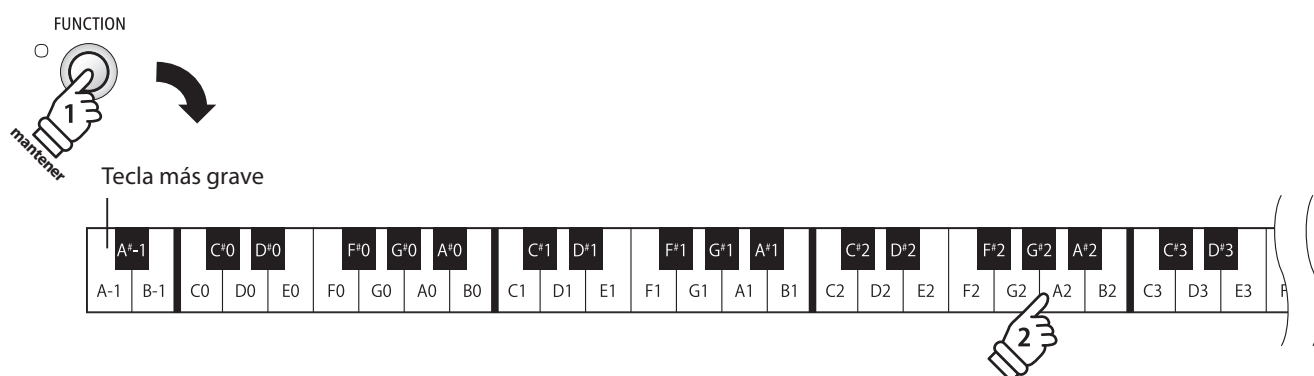 FUNCTION
1
mantener
Tecla más grave
A#-1 C#0 D#0 F#0 G#0 A#0 C#1 D#1 F#1 G#1 A#1 C#2 D#2 F#2 G#2 A#2 C#3 D#3
A-1 B-1 C0 D0 E0 F0 G0 A0 B0 C1 D1 E1 F1 G1 A1 B1 C2 D2 E2 F2 G2 A2 B2 C3 D3 E3
2